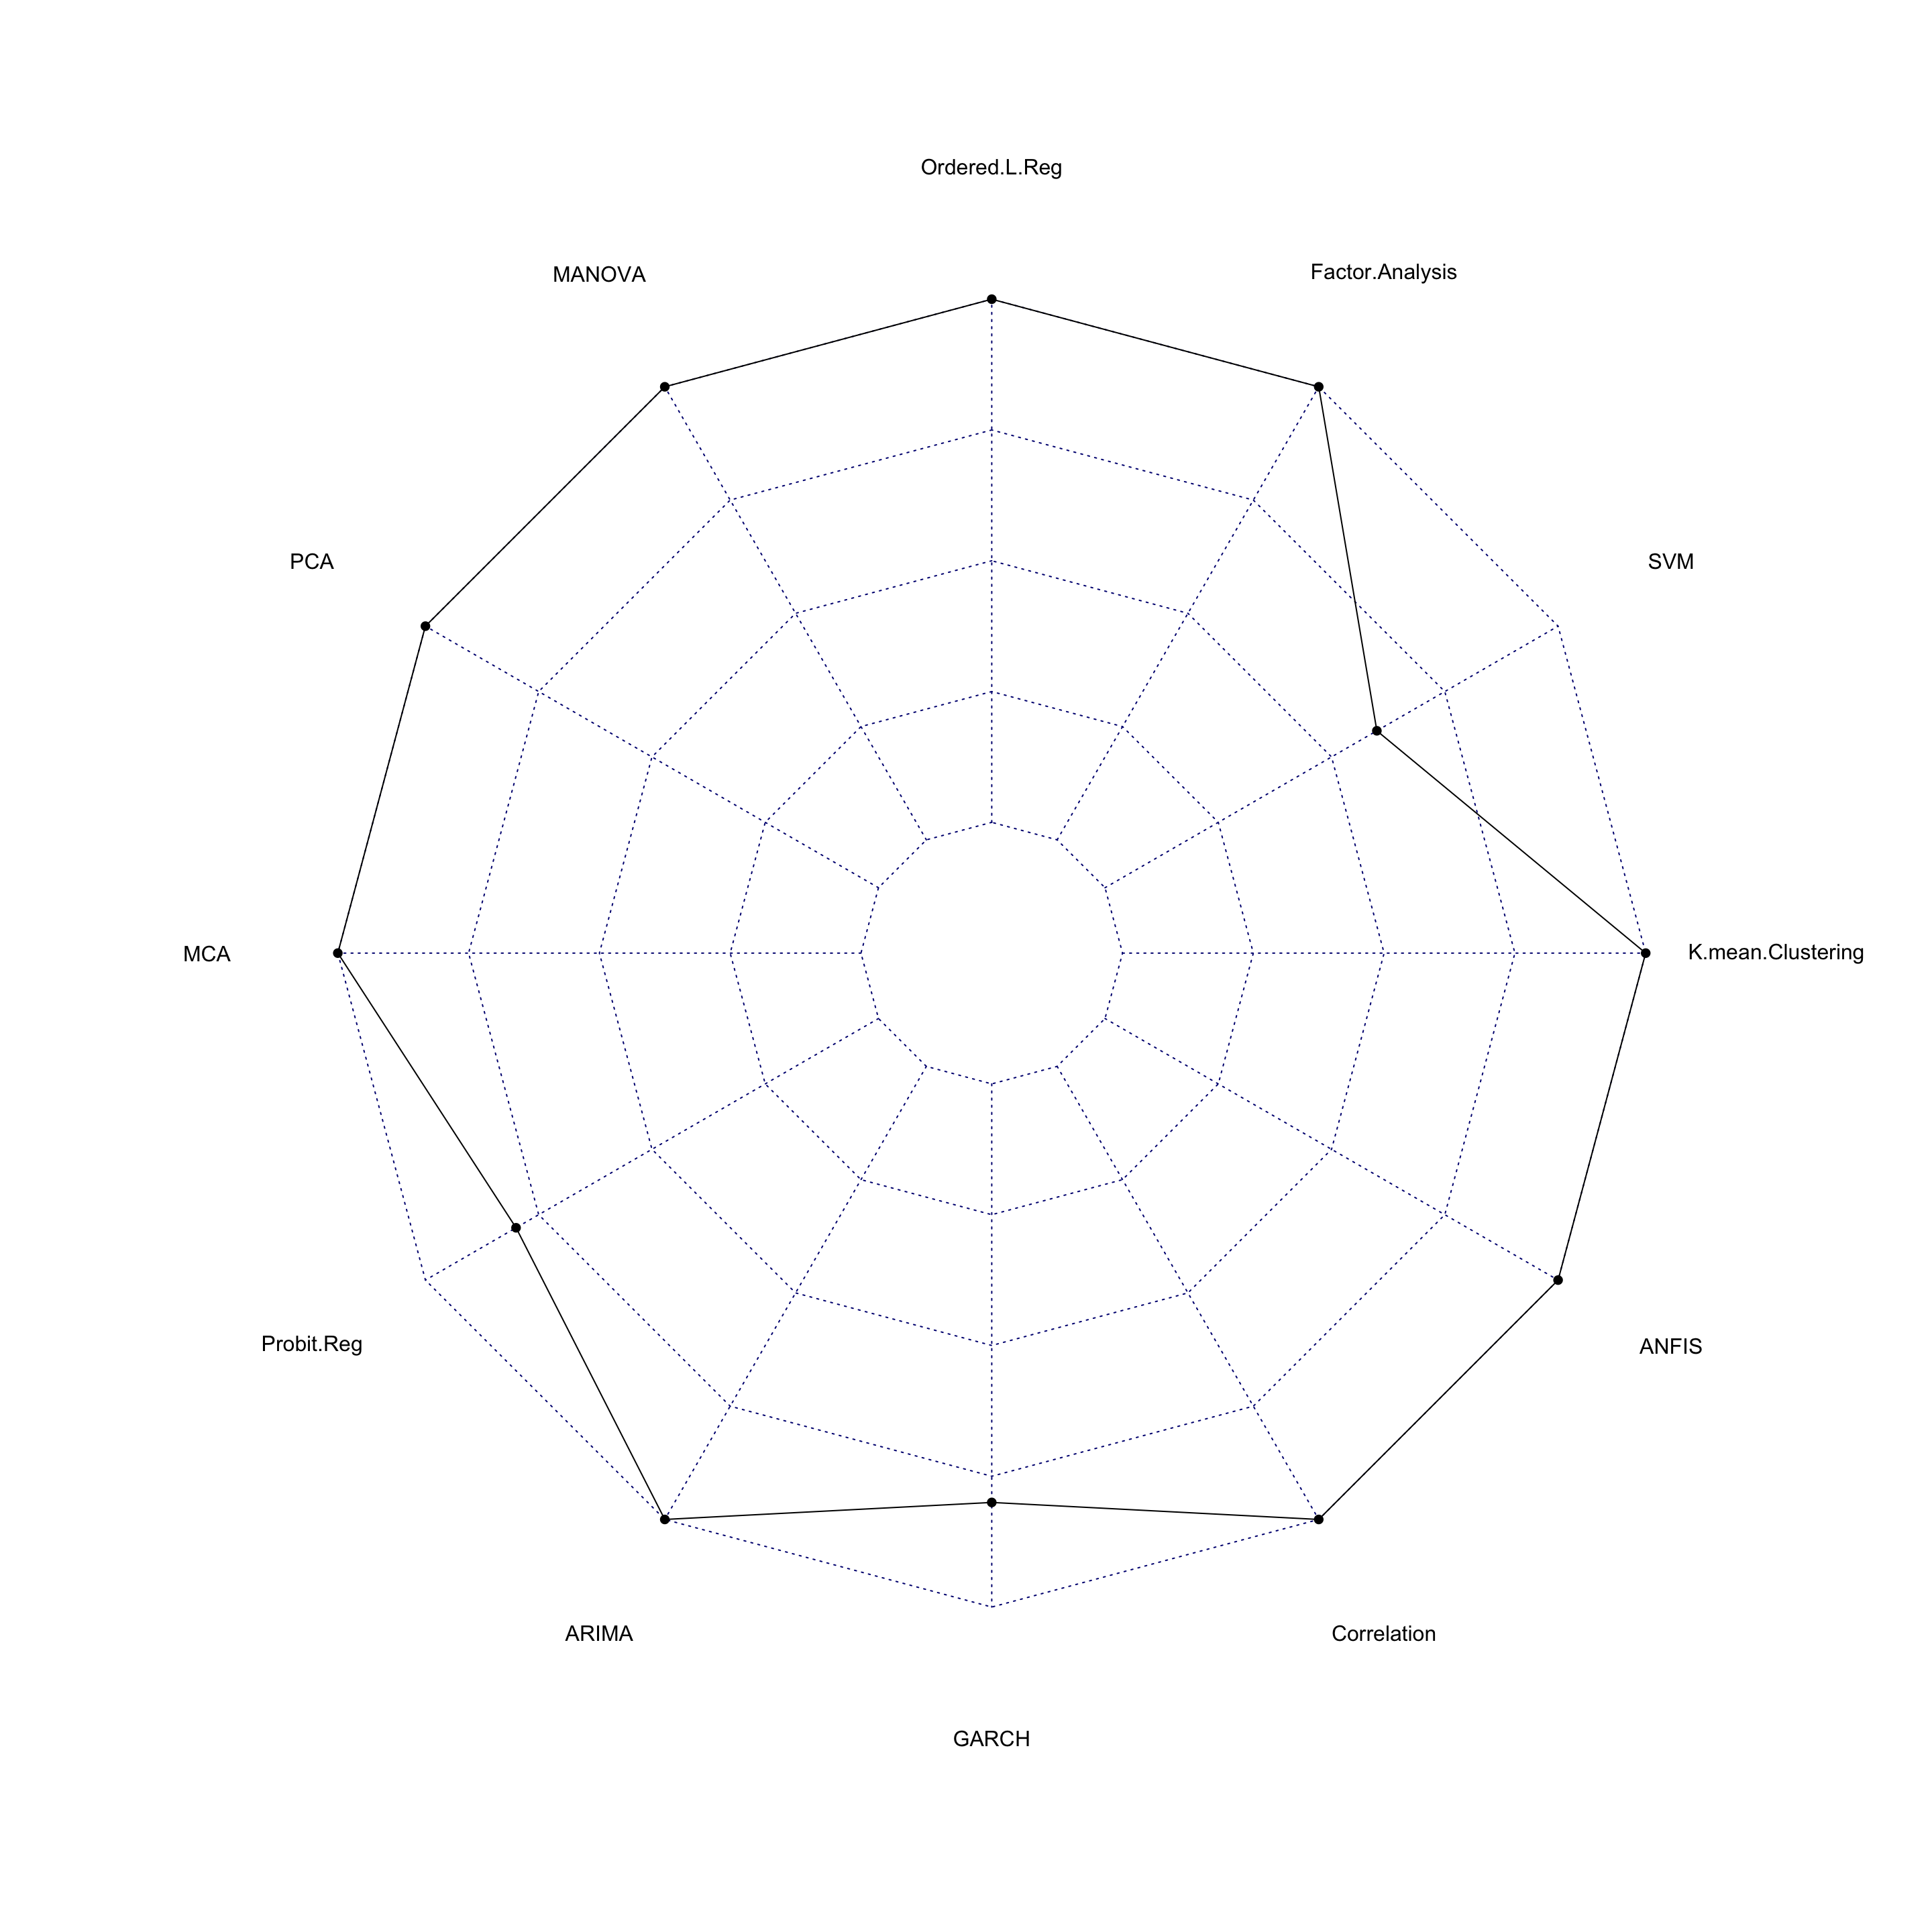 Ordered.L.Reg
Factor.Analysis
MANOVA
PCA
SVM
MCA
K.mean.Clustering
Probit.Reg
ANFIS
ARIMA
Correlation
GARCH